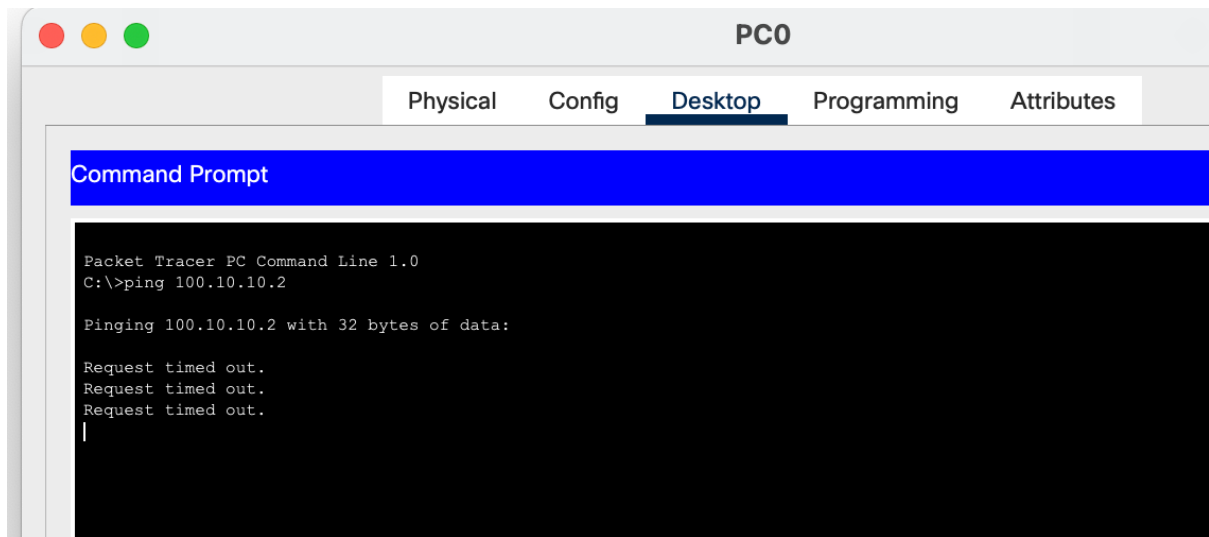 PC0
Physical Config Desktop Programming Attributes
Command Prompt
Packet Tracer PC Command Line 1.0
C:\>ping 100.10.10.2
Pinging 100.10.10.2 with 32 bytes of data:
Request timed out.
Request timed out.
Request timed out.